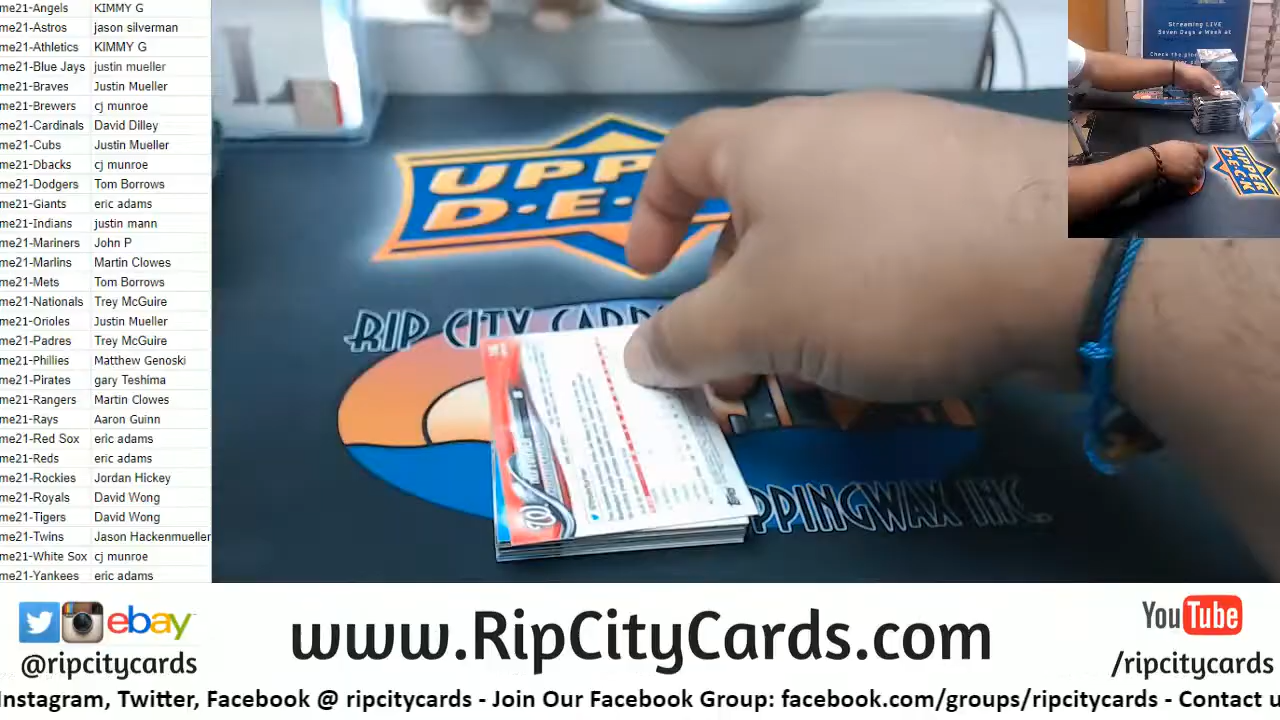 me21-Angels KIMMY G
me21-Astros jason silverman
me21-Athletics KIMMY G
me21-Blue Jays justin mueller
me21-Braves Justin Mueller
me21-Brewers cj munroe
me21-Cardinals David Dilley
me21-Cubs Justin Mueller
me21-Dbacks cj munroe
me21-Dodgers Tom Borrows
me21-Giants eric adams
me21-Indians justin mann
me21-Mariners John P
me21-Marlins Martin Clowes
me21-Mets Tom Borrows
me21-Nationals Trey McGuire
me21-Orioles Justin Mueller
me21-Padres Trey McGuire
me21-Phillies Matthew Genoski
me21-Pirates gary Teshima
me21-Rangers Martin Clowes
me21-Rays Aaron Guinn
me21-Red Sox eric adams
me21-Reds eric adams
me21-Rockies Jordan Hickey
me21-Royals David Wong
me21-Tigers David Wong
me21-Twins Jason Hackenmueller
me21-White Sox cj munroe
me21-Yankees eric adams
UPP
D·E·
RIP CITY CARD
PPINGWAX INC.
Streaming LIVE
Seven Days a Week at
UPPER
DECK
ebay
@ripcitycards
www.RipCityCards.com
YouTube
/ripcitycards
Instagram, Twitter, Facebook @ ripcitycards - Join Our Facebook Group: facebook.com/groups/ripcitycards - Contact u